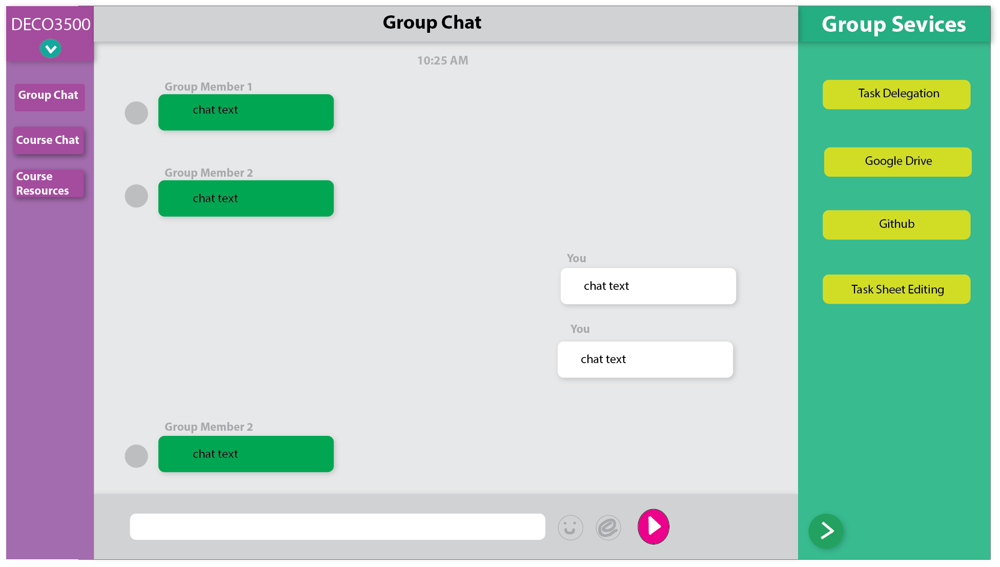 DECO3500
Group Chat
Course Chat
Course
Resources
Group Chat
10:25 AM
Group Member 1
chat text
Group Member 2
chat text
You
chat text
You
chat text
Group Member 2
chat text
Group Sevices
Task Delegation
Google Drive
Github
Task Sheet Editing